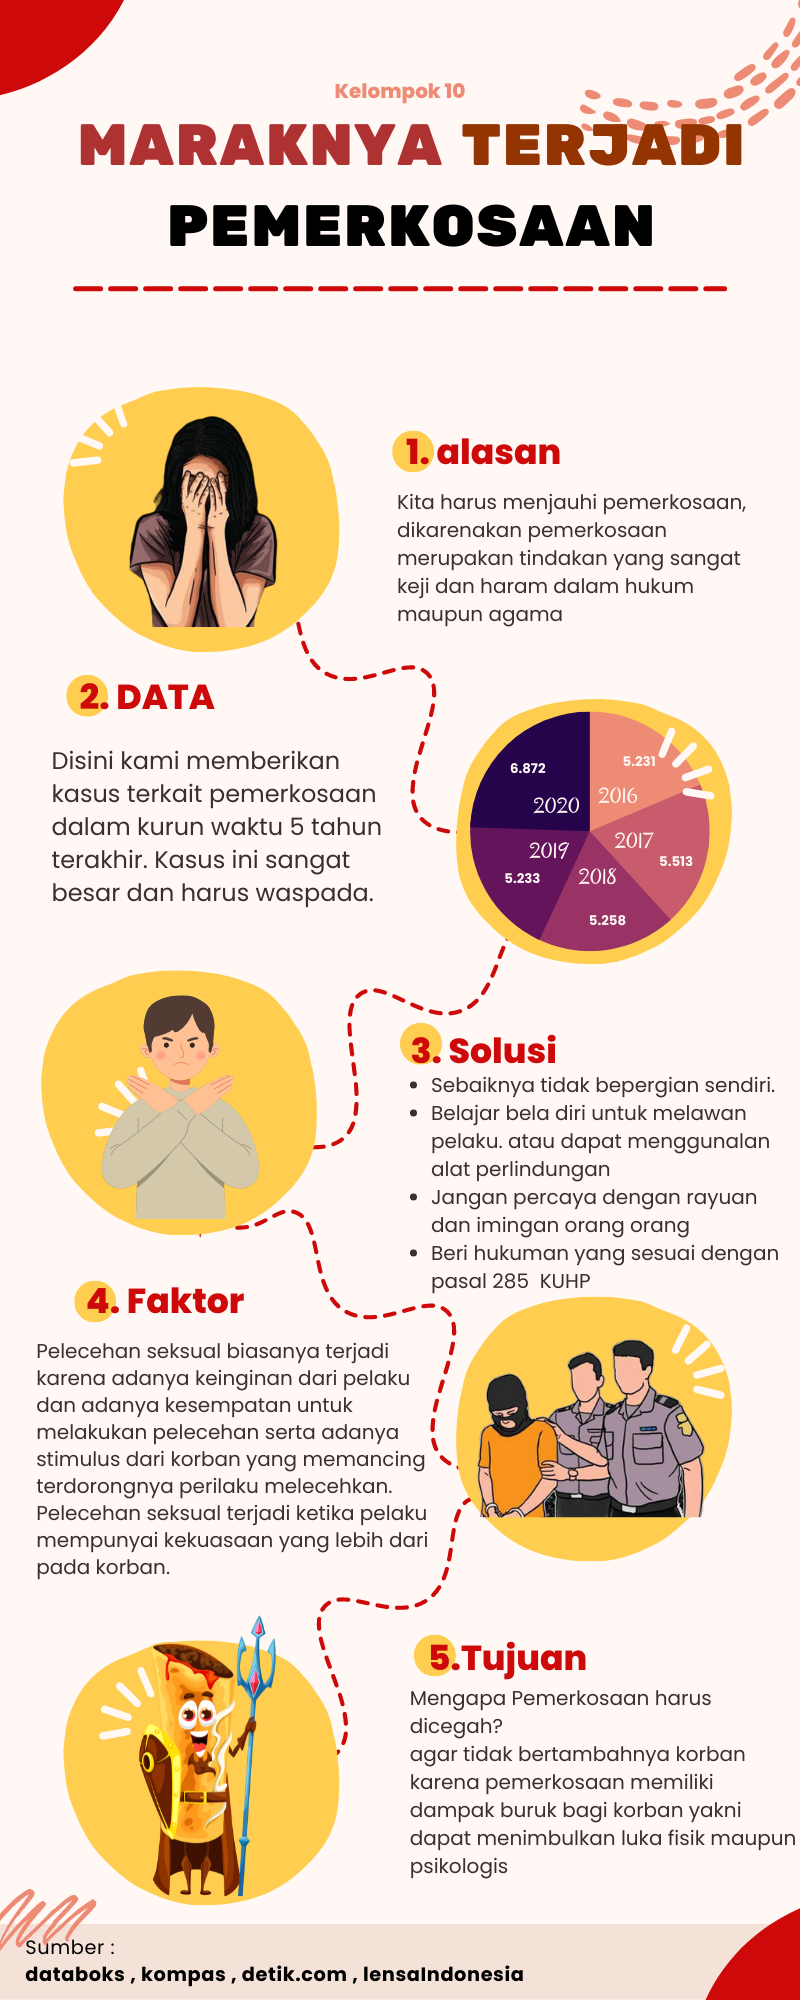 Kelompok 10
MARAKNYA TERJADI
PEMERKOSAAN
1. alasan
Kita harus menjauhi pemerkosaan,
dikarenakan pemerkosaan
merupakan tindakan yang sangat
keji dan haram dalam hukum
maupun agama
2. DATA
Disini kami memberikan
kasus terkait pemerkosaan
dalam kurun waktu 5 tahun
terakhir. Kasus ini sangat
besar dan harus waspada.
6.872
2020
5.231
2016
2017
5.513
2019
5.233
2018
5.258
3. Solusi
• Sebaiknya tidak bepergian sendiri.
• Belajar bela diri untuk melawan
pelaku. atau dapat menggunalan
alat perlindungan
• Jangan percaya dengan rayuan
dan imingan orang orang
• Beri hukuman yang sesuai dengan
pasal 285 KUHP
4. Faktor
Pelecehan seksual biasanya terjadi
karena adanya keinginan dari pelaku
dan adanya kesempatan untuk
melakukan pelecehan serta adanya
stimulus dari korban yang memancing
terdorongnya perilaku melecehkan.
Pelecehan seksual terjadi ketika pelaku
mempunyai kekuasaan yang lebih dari
pada korban.
5.Tujuan
Mengapa Pemerkosaan harus
dicegah?
agar tidak bertambahnya korban
karena pemerkosaan memiliki
dampak buruk bagi korban yakni
dapat menimbulkan luka fisik maupun
psikologis
Sumber :
databoks , kompas , detik.com , lensaIndonesia